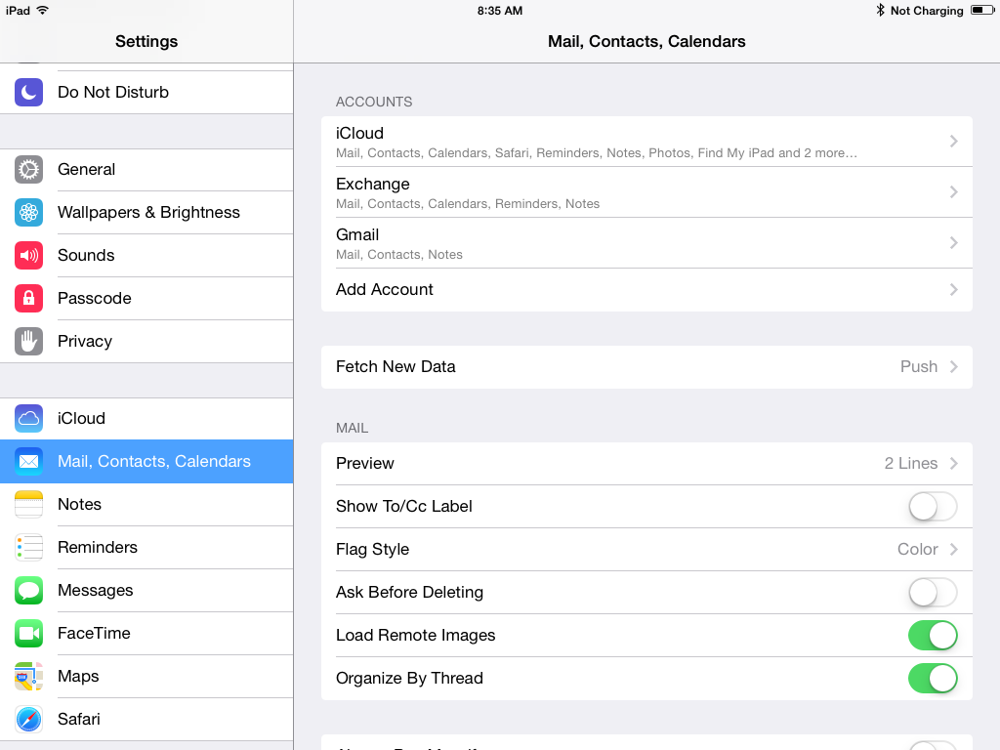 iPad
8:35 AM
Not Charging
Settings
Mail, Contacts, Calendars
Do Not Disturb
General
Wallpapers & Brightness
Sounds
Passcode
Privacy
iCloud
Mail, Contacts, Calendars
Notes
Reminders
Messages
FaceTime
Maps
Safari
ACCOUNTS
iCloud
Mail, Contacts, Calendars, Safari, Reminders, Notes, Photos, Find My iPad and 2 more…
Exchange
Mail, Contacts, Calendars, Reminders, Notes
Gmail
Mail, Contacts, Notes
Add Account
Fetch New Data Push
MAIL
Preview 2 Lines
Show To/Cc Label
Flag Style Color
Ask Before Deleting
Load Remote Images
Organize By Thread